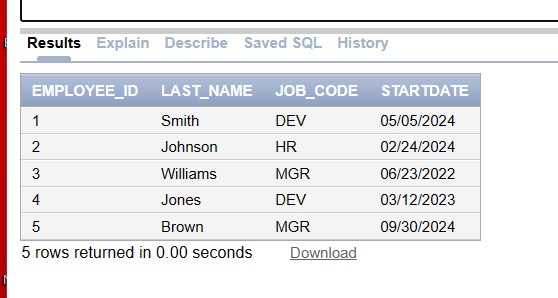 Results Explain Describe Saved SQL History
EMPLOYEE_ID LAST_NAME JOB_CODE STARTDATE
1 Smith DEV 05/05/2024
2 Johnson HR 02/24/2024
3 Williams MGR 06/23/2022
4 Jones DEV 03/12/2023
5 Brown MGR 09/30/2024
5 rows returned in 0.00 seconds Download